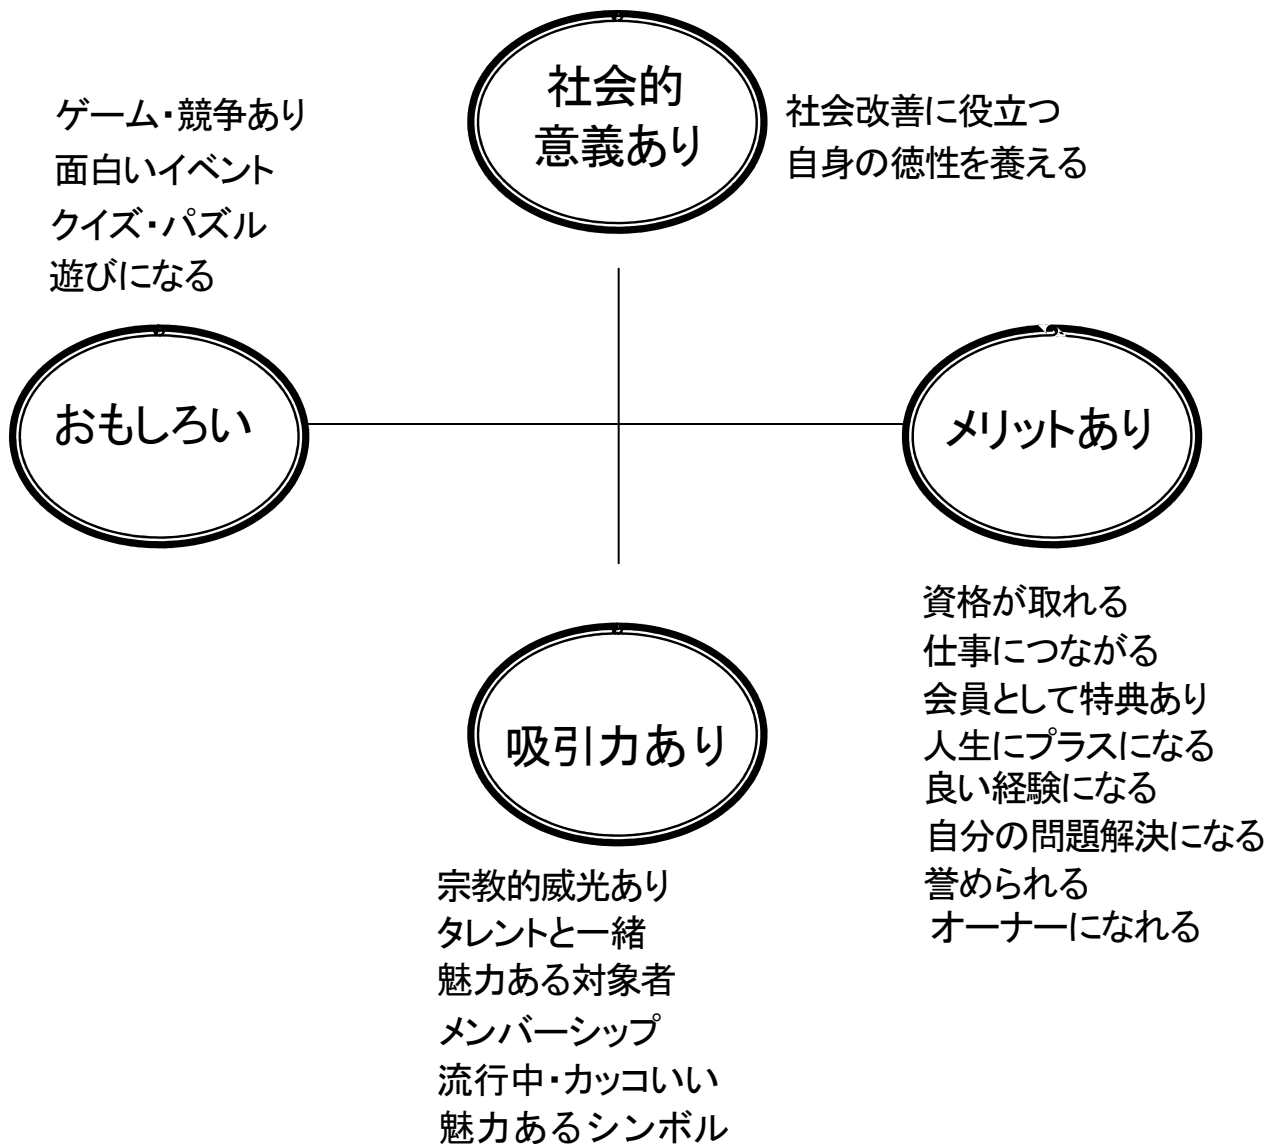 社会的
意義あり
社会改善に役立つ
自身の徳性を養える
ゲーム・競争あり
面白いイベント
クイズ・パズル
遊びになる
おもしろい
メリットあり
資格が取れる
仕事につながる
会員として特典あり
人生にプラスになる
良い経験になる
自分の問題解決になる
誉められる
オーナーになれる
吸引力あり
宗教的威光あり
タレントと一緒
魅力ある対象者
メンバーシップ
流行中・カッコいい
魅力あるシンボル